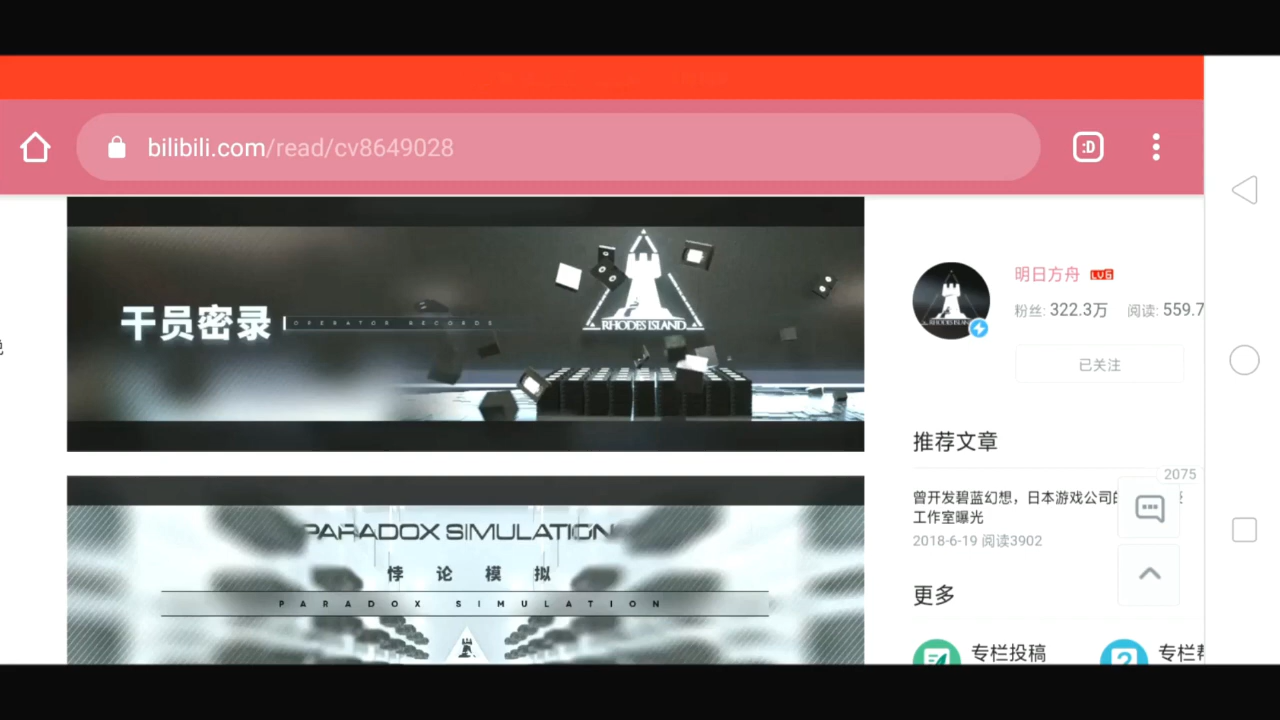 bilibili.com/read/cv8649028
:D
干员密录
OPERATOR RECORDS
RHODES ISLAND
PARADOX SIMULATION
悖论模拟
PARADOX SIMULATION
明日方舟 LV6
粉丝: 322.3万 阅读: 559.7
已关注
推荐文章
2075
曾开发碧蓝幻想，日本游戏公司
工作室曝光
2018-6-19 阅读3902
更多
专栏投稿
专栏